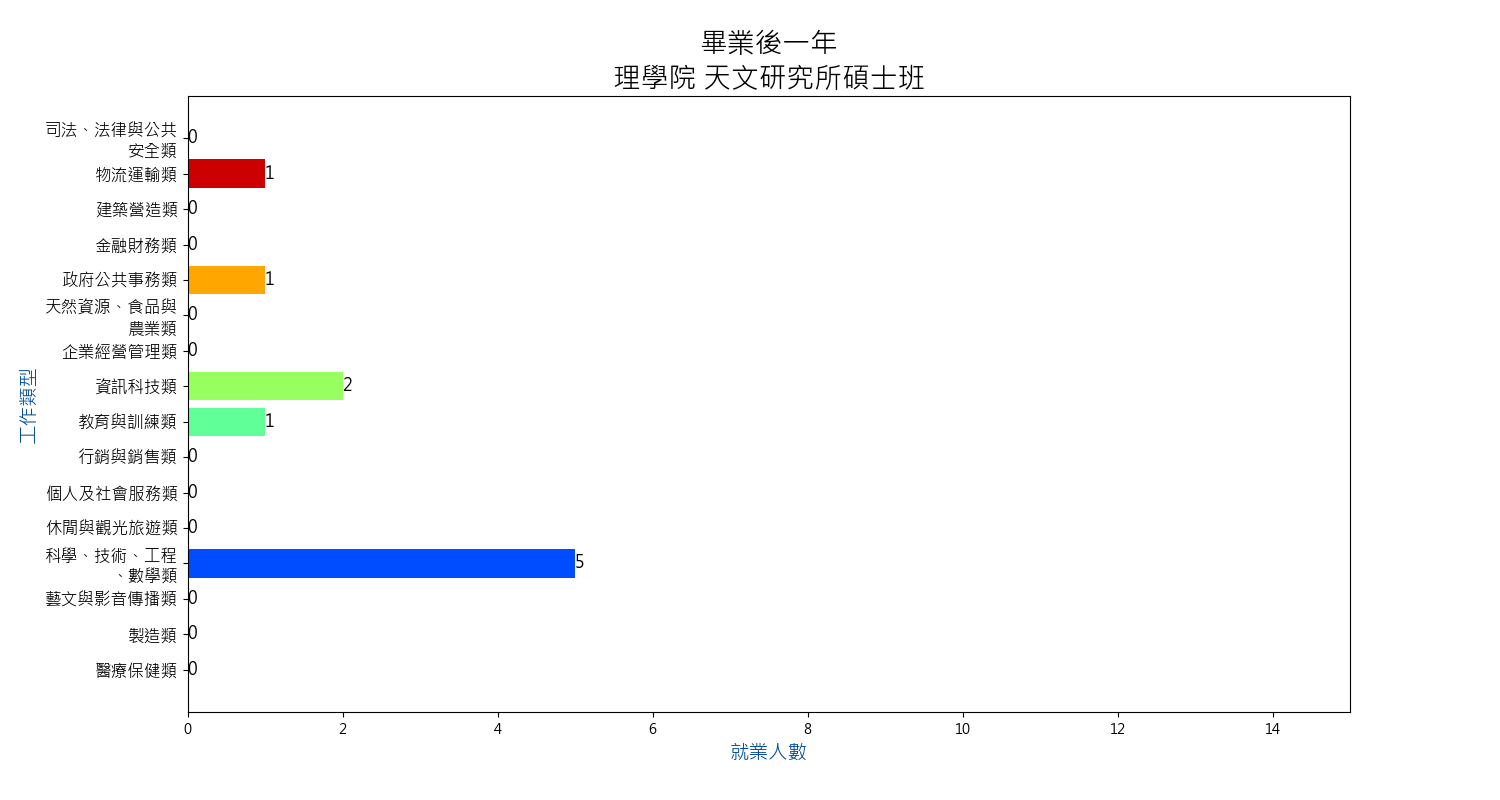 畢業後一年
理學院 天文研究所碩士班
司法、法律與公共
安全類
0
物流運輸類
1
建築營造類
0
金融財務類
0
政府公共事務類
1
天然資源、食品與
農業類
0
企業經營管理類
0
資訊科技類
2
教育與訓練類
1
行銷與銷售類
0
個人及社會服務類
0
休閒與觀光旅遊類
0
科學、技術、工程
、數學類
5
藝文與影音傳播類
0
製造類
0
醫療保健類
0
工作類型
0 2 4 6 8 10 12 14
就業人數